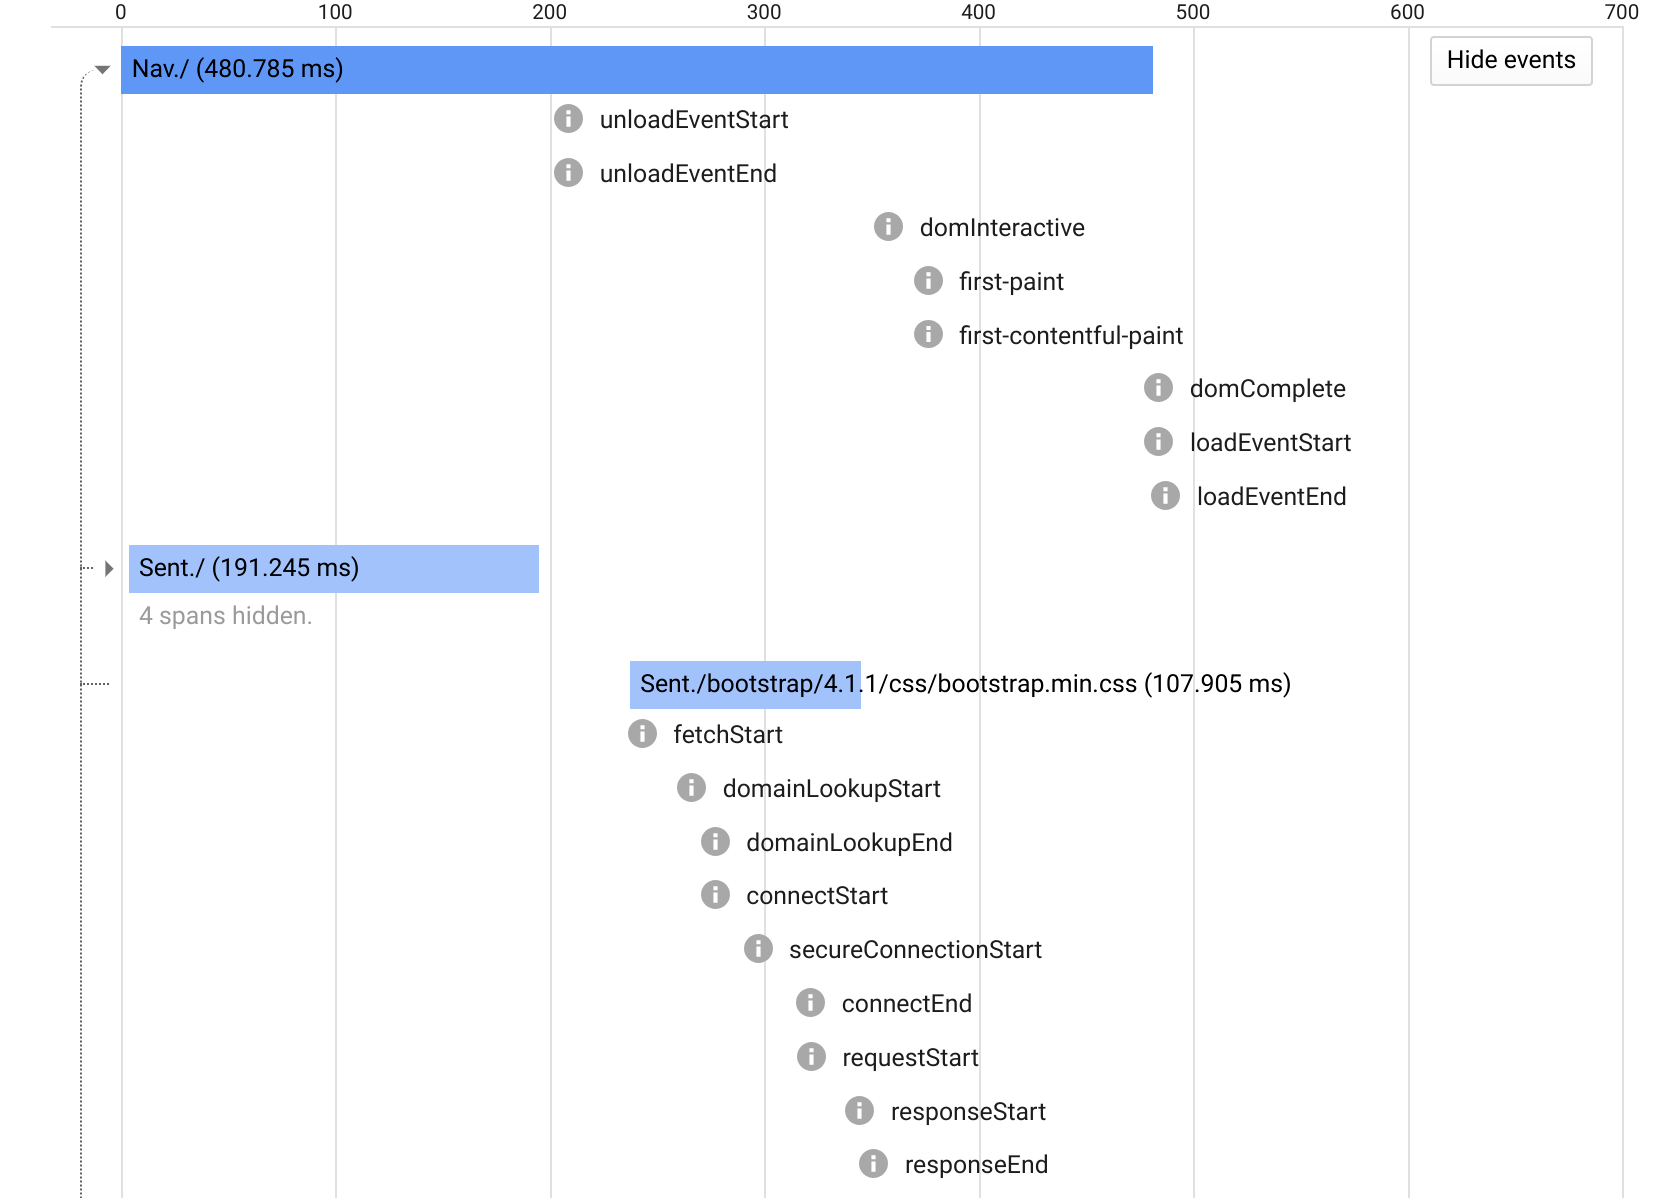 0 100 200 300 400 500 600 700
Nav./ (480.785 ms)
Hide events
unloadEventStart
unloadEventEnd
domInteractive
first-paint
first-contentful-paint
domComplete
loadEventStart
loadEventEnd
Sent./ (191.245 ms)
4 spans hidden.
Sent./bootstrap/4.1.1/css/bootstrap.min.css (107.905 ms)
fetchStart
domainLookupStart
domainLookupEnd
connectStart
secureConnectionStart
connectEnd
requestStart
responseStart
responseEnd